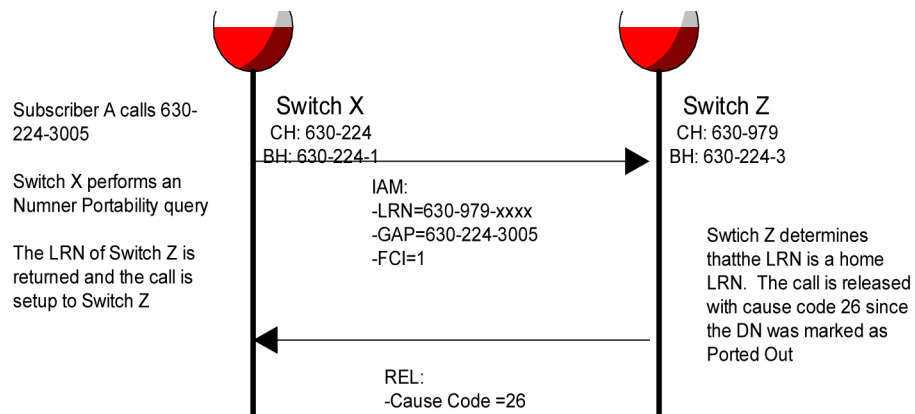 Subscriber A calls 630-
224-3005
Switch X performs an
Numner Portability query
The LRN of Switch Z is
returned and the call is
setup to Switch Z
Switch X
CH: 630-224
BH: 630-224-1
IAM:
-LRN=630-979-xxxx
-GAP=630-224-3005
-FCI=1
REL:
-Cause Code =26
Switch Z
CH: 630-979
BH: 630-224-3
Swtich Z determines
thatthe LRN is a home
LRN. The call is released
with cause code 26 since
the DN was marked as
Ported Out